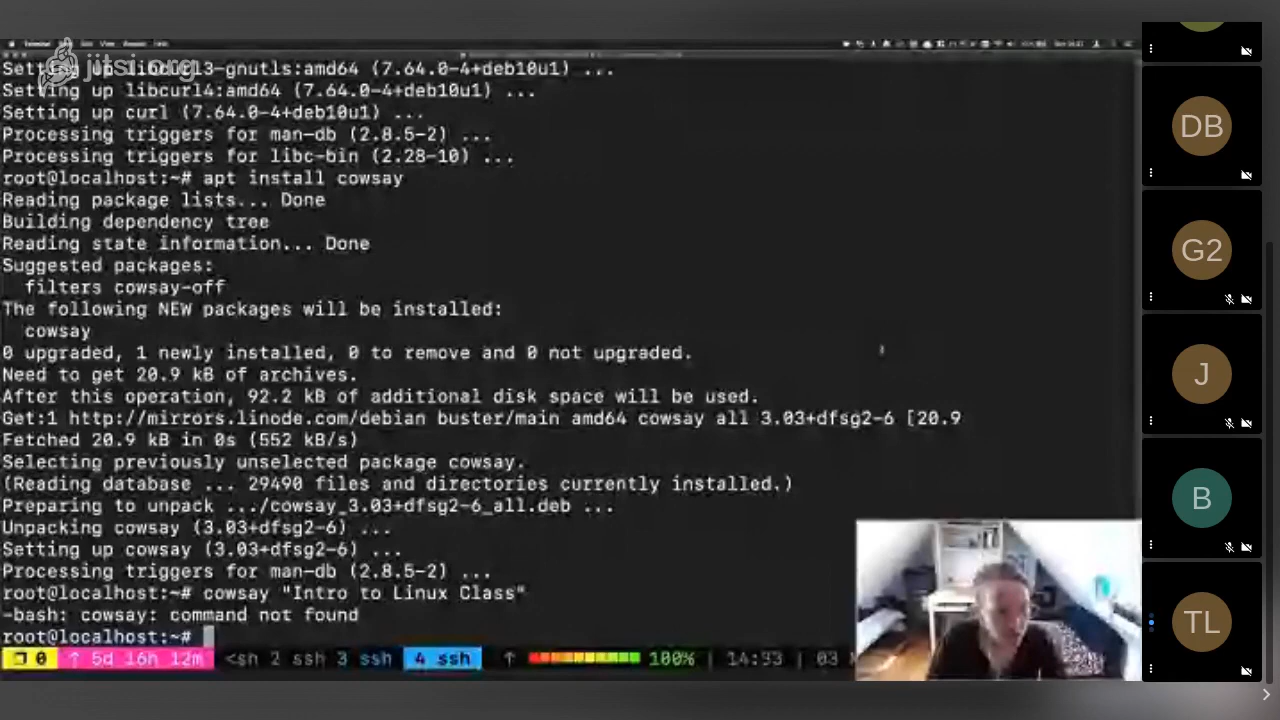 jitsi.org
Setting up libcurl3-gnutls:amd64 (7.64.0-4+deb10u1) ...
Setting up libcurl4:amd64 (7.64.0-4+deb10u1) ...
Setting up curl (7.64.0-4+deb10u1) ...
Processing triggers for man-db (2.8.5-2) ...
Processing triggers for libc-bin (2.28-10) ...
root@localhost:~# apt install cowsay
Reading package lists... Done
Building dependency tree
Reading state information... Done
Suggested packages:
filters cowsay-off
The following NEW packages will be installed:
cowsay
0 upgraded, 1 newly installed, 0 to remove and 0 not upgraded.
Need to get 20.9 kB of archives.
After this operation, 92.2 kB of additional disk space will be used.
Get:1 http://mirrors.linode.com/debian buster/main amd64 cowsay all 3.03+dfsg2-6 [20.9
Fetched 20.9 kB in 0s (552 kB/s)
Selecting previously unselected package cowsay.
(Reading database ... 29490 files and directories currently installed.)
Preparing to unpack .../cowsay_3.03+dfsg2-6_all.deb ...
Unpacking cowsay (3.03+dfsg2-6) ...
Setting up cowsay (3.03+dfsg2-6) ...
Processing triggers for man-db (2.8.5-2) ...
root@localhost:~# cowsay "Intro to Linux Class"
-bash: cowsay: command not found
root@localhost:~#
0 ↑ 5d 16h 12m <sh 2 ssh 3 ssh 4 ssh ↑ 100% | 14:33 | 03
DB
G2
J
B
TL